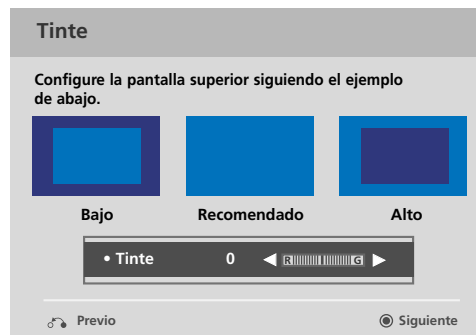 Tinte
Configure la pantalla superior siguiendo el ejemplo
de abajo.
Bajo Recomendado Alto
• Tinte 0 ◀ R G ▶
Previo Siguiente